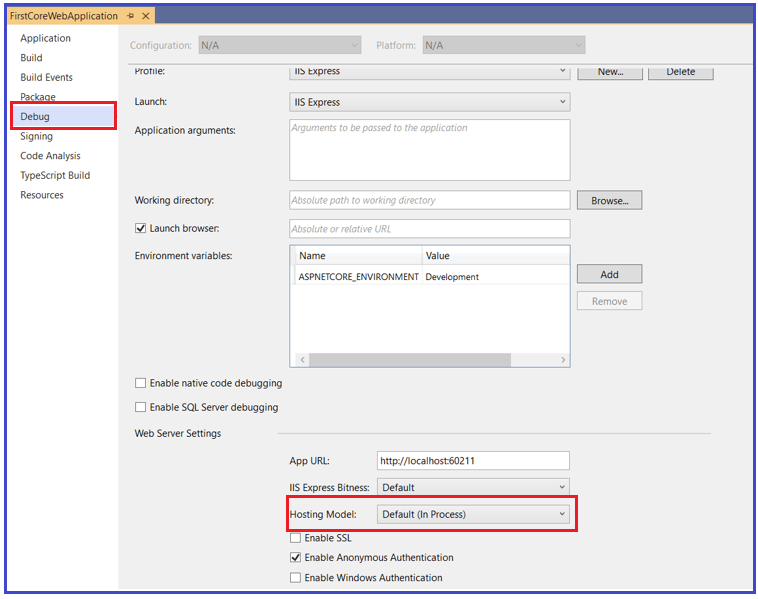 FirstCoreWebApplication
Application
Build
Build Events
Package
Debug
Signing
Code Analysis
TypeScript Build
Resources
Configuration: N/A Platform: N/A
Profile: IIS Express New... Delete
Launch: IIS Express
Application arguments: Arguments to be passed to the application
Working directory: Absolute path to working directory Browse...
Launch browser: Absolute or relative URL
Environment variables: Name Value
ASPNETCORE_ENVIRONMENT Development
Add
Remove
Enable native code debugging
Enable SQL Server debugging
Web Server Settings
App URL: http://localhost:60211
IIS Express Bitness: Default
Hosting Model: Default (In Process)
Enable SSL
Enable Anonymous Authentication
Enable Windows Authentication